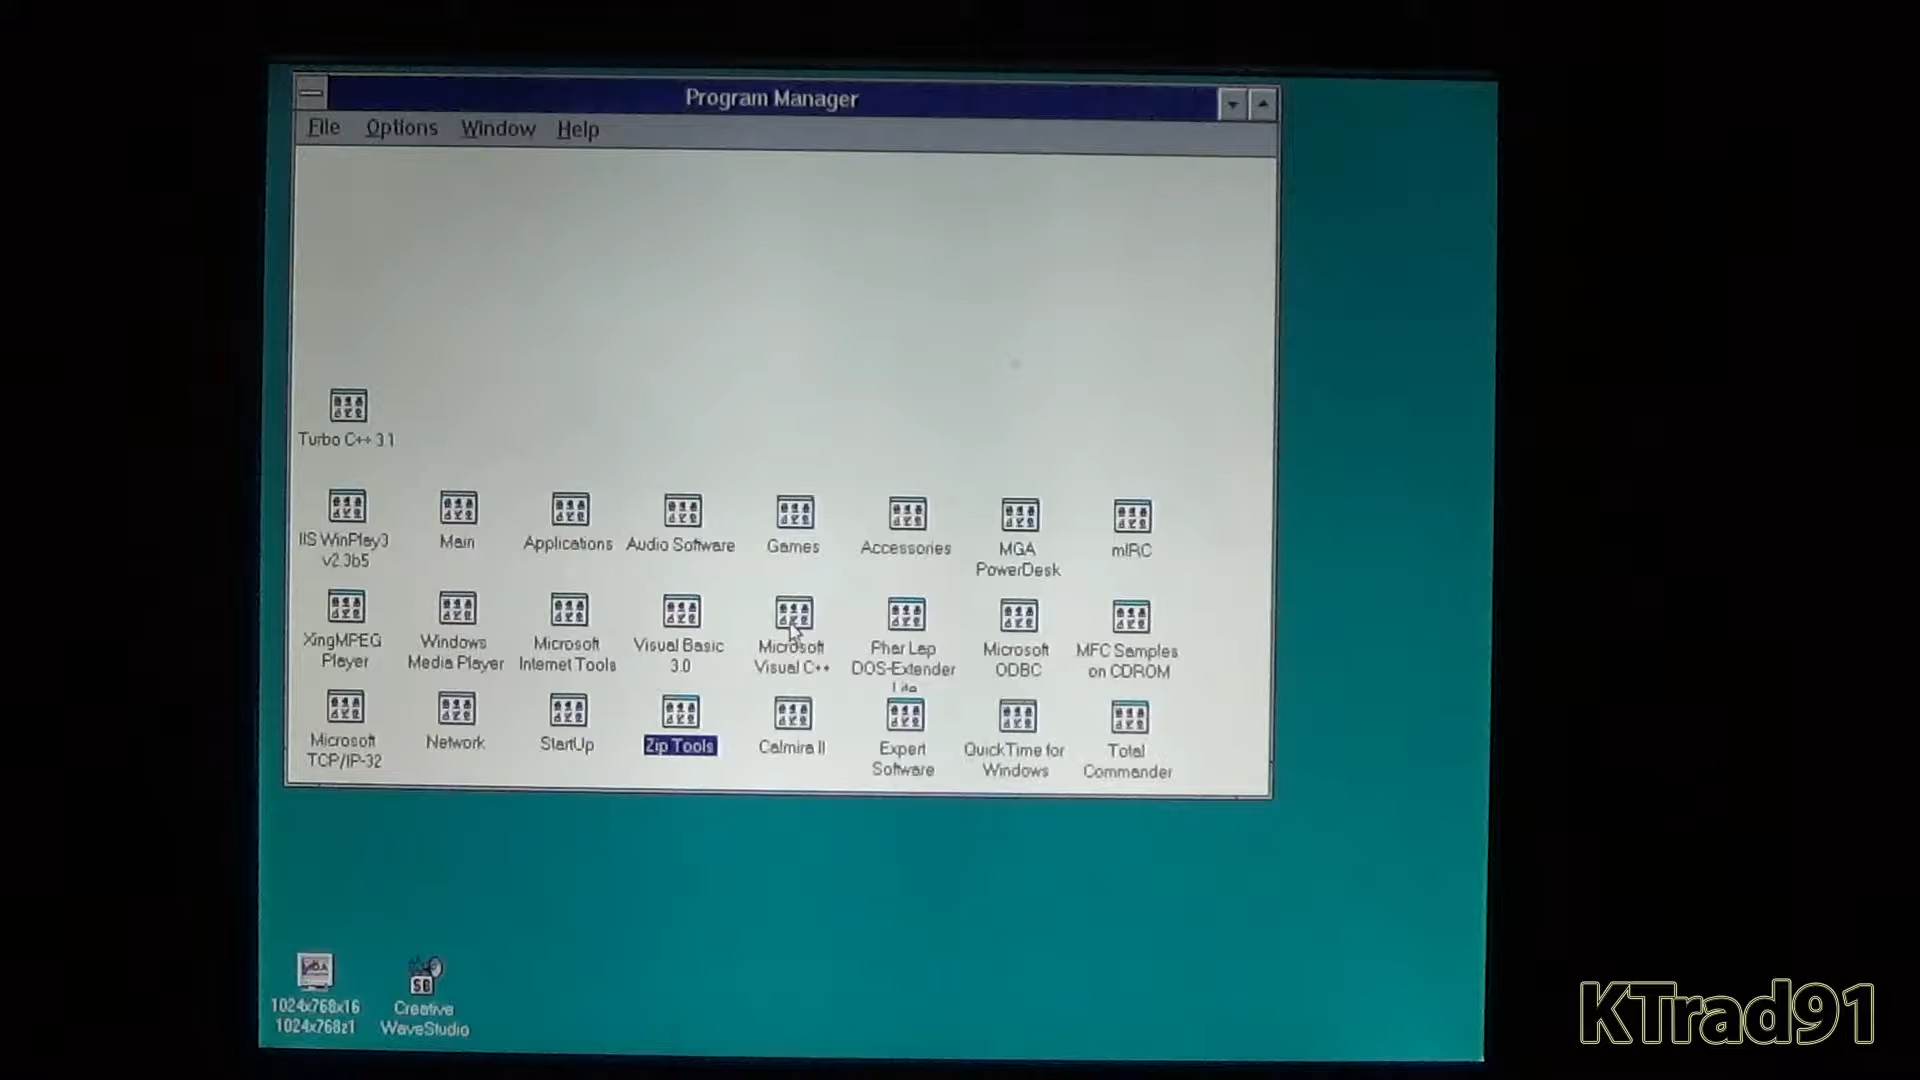 Program Manager
File Options Window Help
Turbo C++ 3.1
IIS WinPlay3
v2.3b5
Main
Applications
Audio Software
Games
Accessories
MGA
PowerDesk
mIRC
XingMPEG
Player
Windows
Media Player
Microsoft
Internet Tools
Visual Basic
3.0
Microsoft
Visual C++
Phar Lap
DOS-Extender
Microsoft
ODBC
MFC Samples
on CDROM
Microsoft
TCP/IP-32
Network
StartUp
Zip Tools
Calmira II
Expert
Software
QuickTime for
Windows
Total
Commander
MGA
1024x768x16
1024x768z1
SB
Creative
WaveStudio
KTrad91